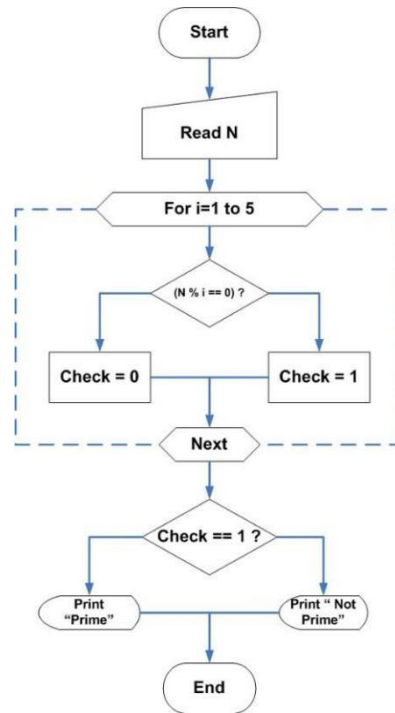 Start
Read N
For i=1 to 5
(N % i == 0) ?
Check = 0
Check = 1
Next
Check == 1 ?
Print
“Prime”
Print “ Not
Prime”
End